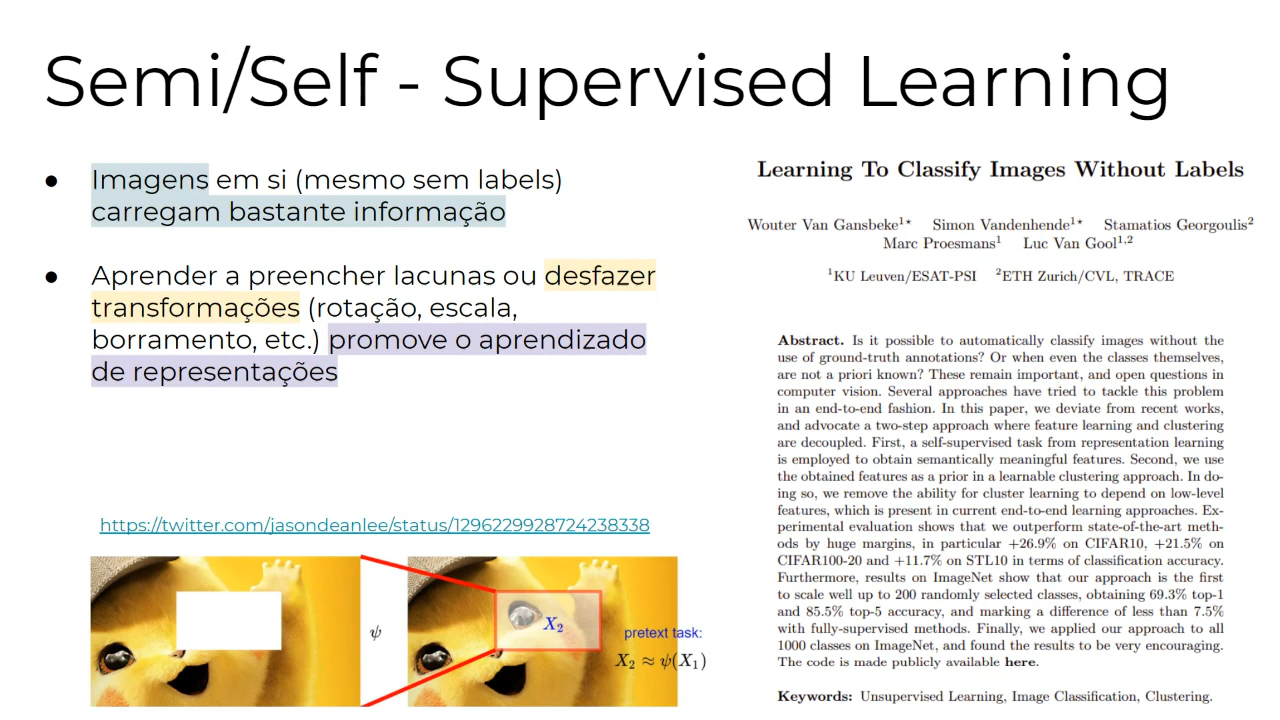 Semi/Self - Supervised Learning
● Imagens em si (mesmo sem labels)
carregam bastante informação
● Aprender a preencher lacunas ou desfazer
transformações (rotação, escala,
borramento, etc.) promove o aprendizado
de representações
https://twitter.com/jasondeanlee/status/1296229928724238338
ψ
X₂
pretext task:
X₂ ≈ ψ(X₁)
Learning To Classify Images Without Labels
Wouter Van Gansbeke¹⋆ Simon Vandenhende¹⋆ Stamatios Georgoulis²
Marc Proesmans¹ Luc Van Gool¹,²
¹KU Leuven/ESAT-PSI ²ETH Zurich/CVL, TRACE
Abstract. Is it possible to automatically classify images without the
use of ground-truth annotations? Or when even the classes themselves,
are not a priori known? These remain important, and open questions in
computer vision. Several approaches have tried to tackle this problem
in an end-to-end fashion. In this paper, we deviate from recent works,
and advocate a two-step approach where feature learning and clustering
are decoupled. First, a self-supervised task from representation learning
is employed to obtain semantically meaningful features. Second, we use
the obtained features as a prior in a learnable clustering approach. In do-
ing so, we remove the ability for cluster learning to depend on low-level
features, which is present in current end-to-end learning approaches. Ex-
perimental evaluation shows that we outperform state-of-the-art meth-
ods by huge margins, in particular +26.9% on CIFAR10, +21.5% on
CIFAR100-20 and +11.7% on STL10 in terms of classification accuracy.
Furthermore, results on ImageNet show that our approach is the first
to scale well up to 200 randomly selected classes, obtaining 69.3% top-1
and 85.5% top-5 accuracy, and marking a difference of less than 7.5%
with fully-supervised methods. Finally, we applied our approach to all
1000 classes on ImageNet, and found the results to be very encouraging.
The code is made publicly available here.
Keywords: Unsupervised Learning, Image Classification, Clustering.